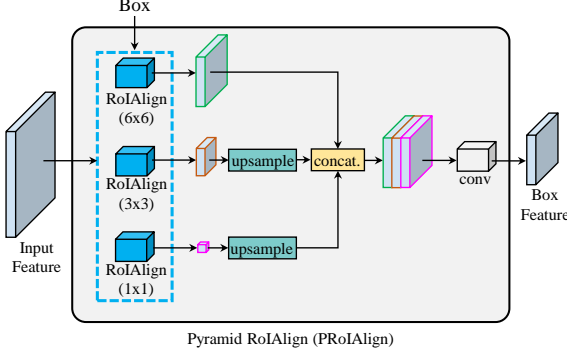 Box
RoIAlign
(6x6)
RoIAlign
(3x3)
upsample
concat.
conv
Box
Feature
Input
Feature
RoIAlign
(1x1)
upsample
Pyramid RoIAlign (PRoIAlign)